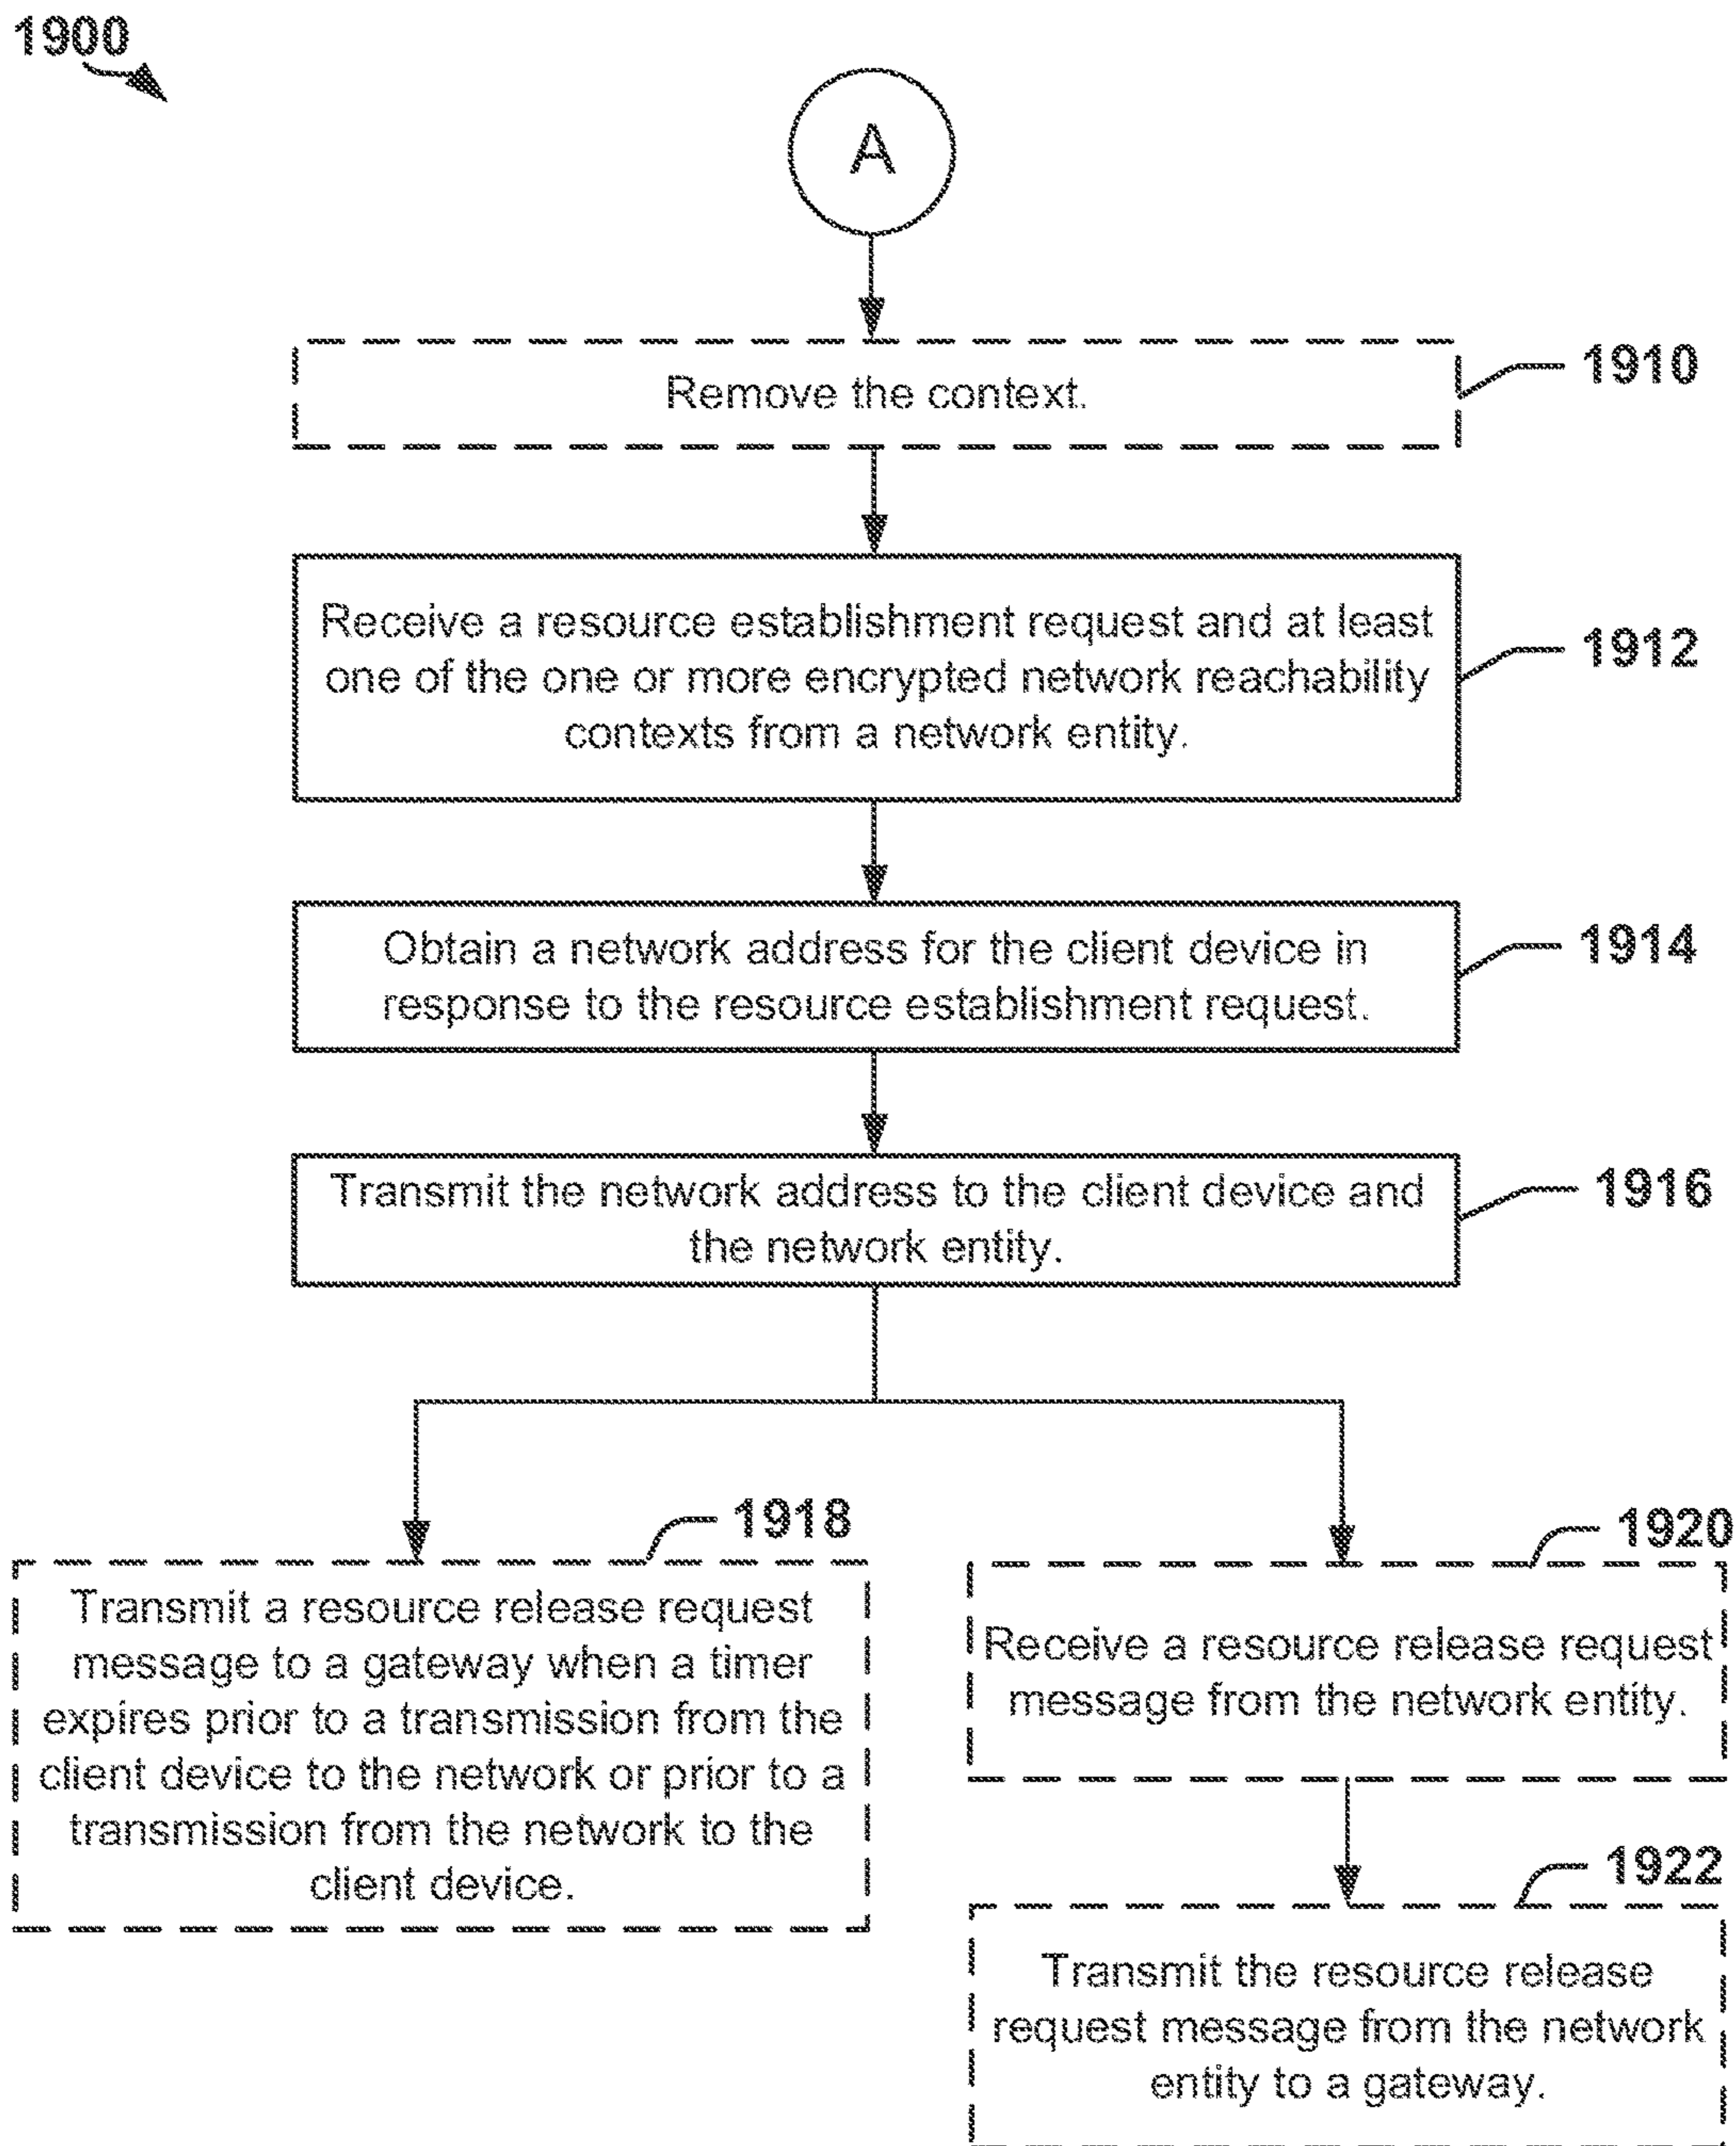 1900
A
Remove the context.
1910
Receive a resource establishment request and at least
one of the one or more encrypted network reachability
contexts from a network entity.
1912
Obtain a network address for the client device in
response to the resource establishment request.
1914
Transmit the network address to the client device and
the network entity.
1916
1918
Transmit a resource release request
message to a gateway when a timer
expires prior to a transmission from the
client device to the network or prior to a
transmission from the network to the
client device.
1920
Receive a resource release request
message from the network entity.
1922
Transmit the resource release
request message from the network
entity to a gateway.